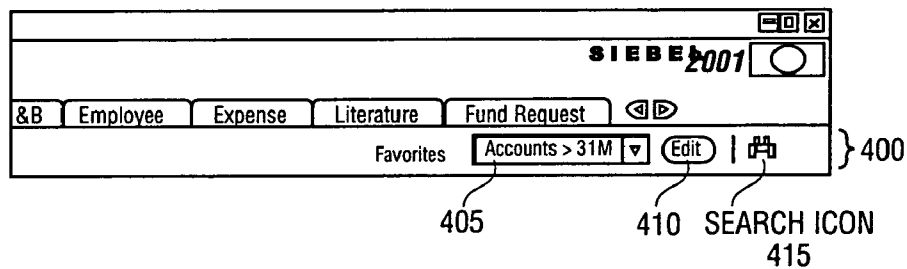 SIEBEL
2001
&B Employee Expense Literature Fund Request
Favorites Accounts > 31M Edit 400
405 410 SEARCH ICON
415